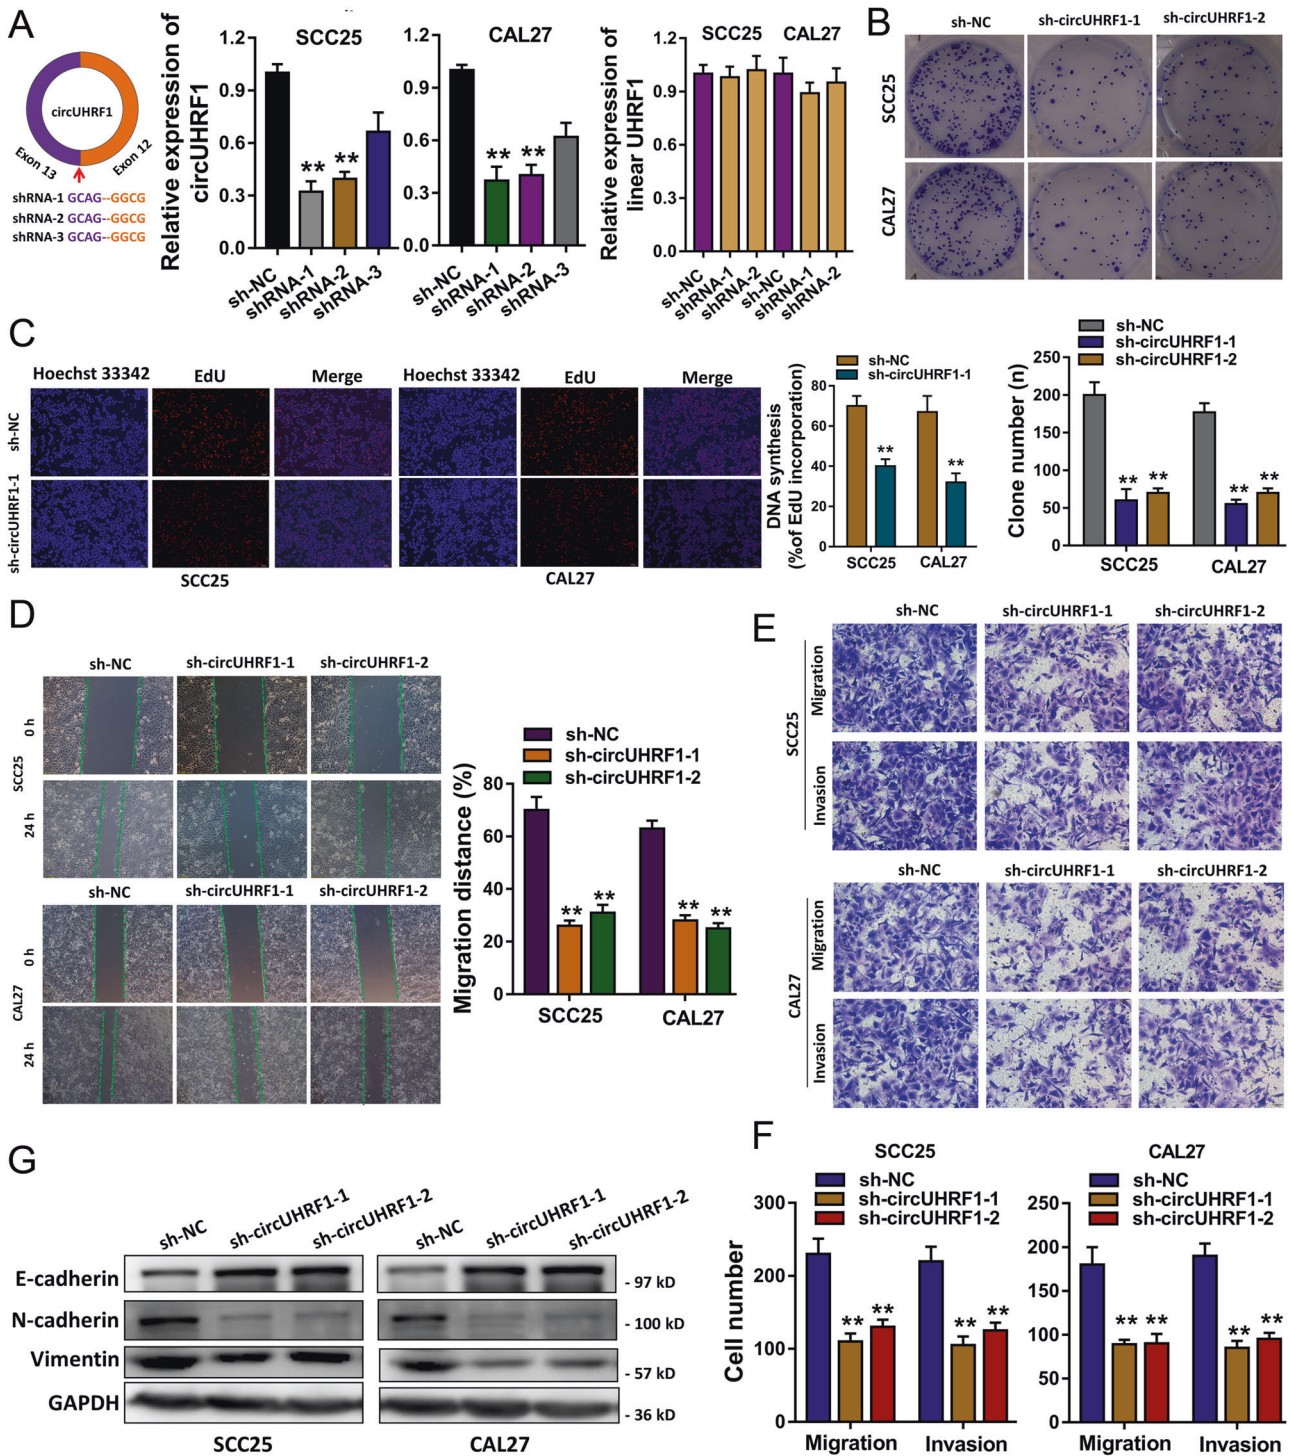 A
Relative expression of
circUHRF1
SCC25
1.2
0.9
0.6
0.3
0.0
**
**
sh-NC
shRNA-1
shRNA-2
shRNA-3
CAL27
1.2
0.9
0.6
0.3
0.0
**
**
sh-NC
shRNA-1
shRNA-2
shRNA-3
circUHRF1
Exon 13
Exon 12
shRNA-1 GCAG--GGCG
shRNA-2 GCAG--GGCG
shRNA-3 GCAG--GGCG
Relative expression of
linear UHRF1
SCC25 CAL27
1.2
0.9
0.6
0.3
0.0
sh-NC
shRNA-1
shRNA-2
sh-NC
shRNA-1
shRNA-2
B
sh-NC sh-circUHRF1-1 sh-circUHRF1-2
SCC25
CAL27
sh-NC
sh-circUHRF1-1
sh-circUHRF1-2
Clone number (n)
250
200
150
100
50
0
** ** ** **
SCC25 CAL27
C
Hoechst 33342 EdU Merge Hoechst 33342 EdU Merge
sh-NC
sh-circUHRF1-1
SCC25 CAL27
sh-NC
sh-circUHRF1-1
DNA synthesis
(%of EdU incorporation)
80
60
40
20
0
** **
SCC25 CAL27
D
sh-NC sh-circUHRF1-1 sh-circUHRF1-2
0 h
SCC25
24 h
sh-NC sh-circUHRF1-1 sh-circUHRF1-2
0 h
CAL27
24 h
sh-NC
sh-circUHRF1-1
sh-circUHRF1-2
Migration distance (%)
80
60
40
20
0
** ** ** **
SCC25 CAL27
E
sh-NC sh-circUHRF1-1 sh-circUHRF1-2
SCC25
Migration
Invasion
sh-NC sh-circUHRF1-1 sh-circUHRF1-2
CAL27
Migration
Invasion
F
SCC25
sh-NC
sh-circUHRF1-1
sh-circUHRF1-2
Cell number
300
200
100
0
** ** ** **
Migration Invasion
CAL27
sh-NC
sh-circUHRF1-1
sh-circUHRF1-2
250
200
150
100
50
0
** ** ** **
Migration Invasion
G
sh-NC sh-circUHRF1-1 sh-circUHRF1-2 sh-NC sh-circUHRF1-1 sh-circUHRF1-2
E-cadherin - 97 kD
N-cadherin - 100 kD
Vimentin - 57 kD
GAPDH - 36 kD
SCC25 CAL27